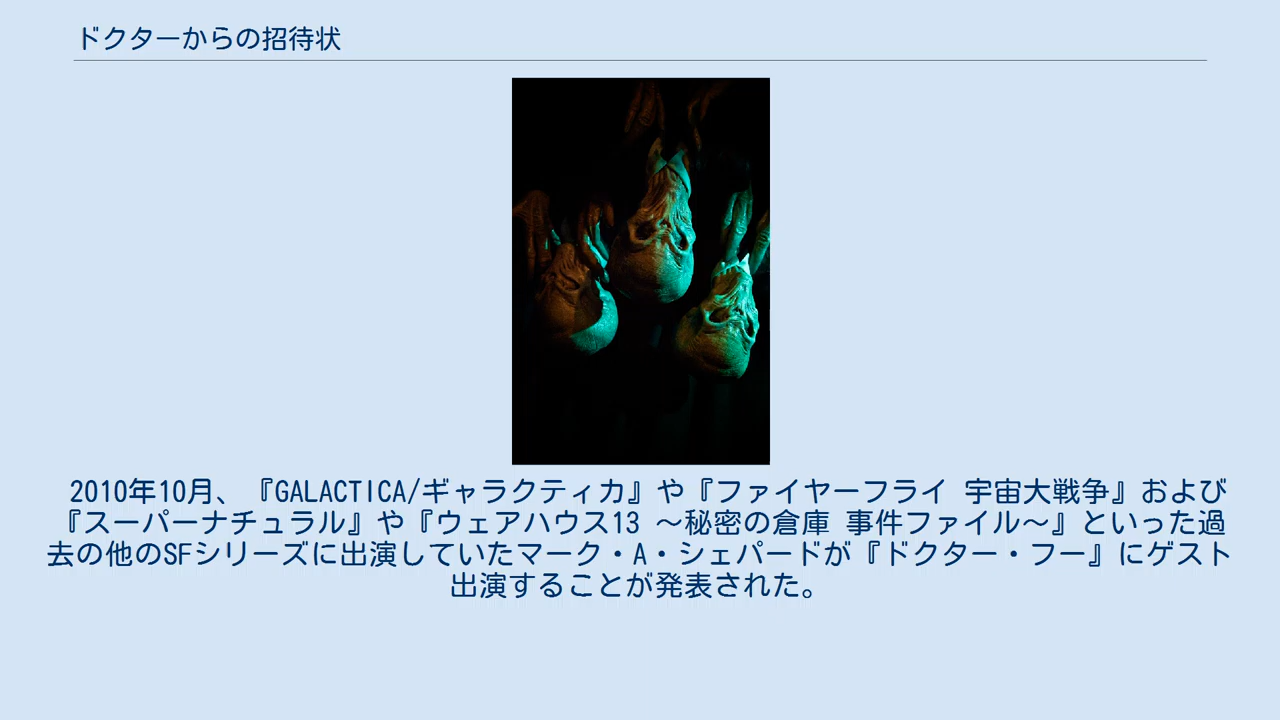 ドクターからの招待状
2010年10月、『GALACTICA/ギャラクティカ』や『ファイヤーフライ 宇宙大戦争』および
『スーパーナチュラル』や『ウェアハウス13 ～秘密の倉庫 事件ファイル～』といった過
去の他のSFシリーズに出演していたマーク・A・シェパードが『ドクター・フー』にゲスト
出演することが発表された。